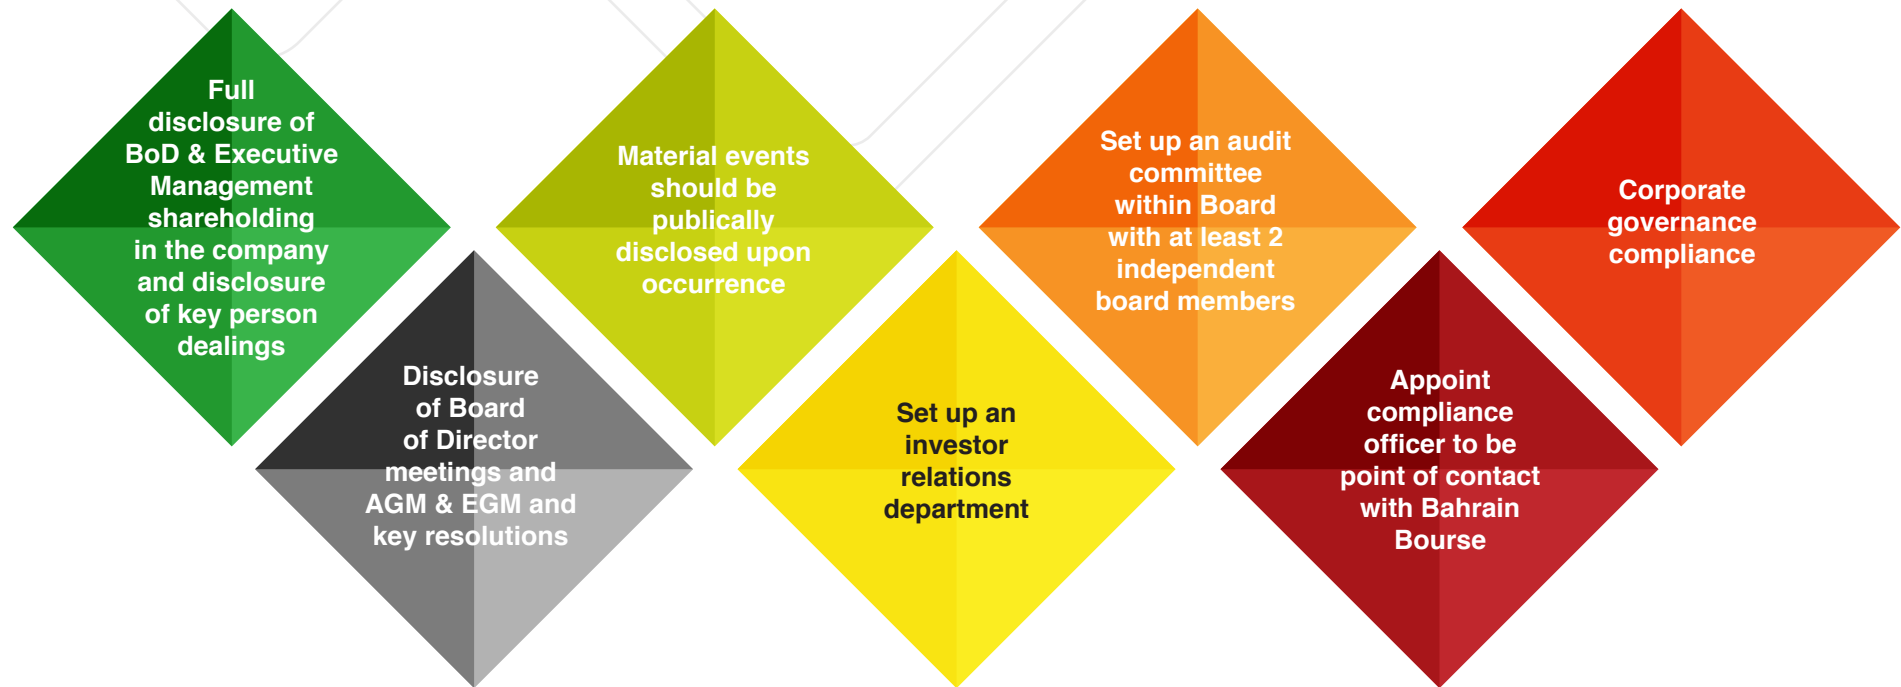 Full
disclosure of
BoD & Executive
Management
shareholding
in the company
and disclosure
of key person
dealings
Disclosure
of Board
of Director
meetings and
AGM & EGM and
key resolutions
Material events
should be
publically
disclosed upon
occurrence
Set up an
investor
relations
department
Set up an audit
committee
within Board
with at least 2
independent
board members
Appoint
compliance
officer to be
point of contact
with Bahrain
Bourse
Corporate
governance
compliance